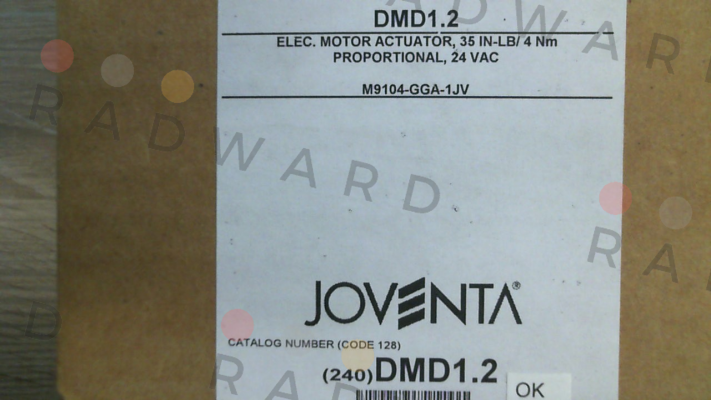 DMD1.2
ELEC. MOTOR ACTUATOR, 35 IN-LB/ 4 Nm
PROPORTIONAL, 24 VAC
M9104-GGA-1JV
RADWARD
JOVENTA®
CATALOG NUMBER (CODE 128)
(240)DMD1.2
OK